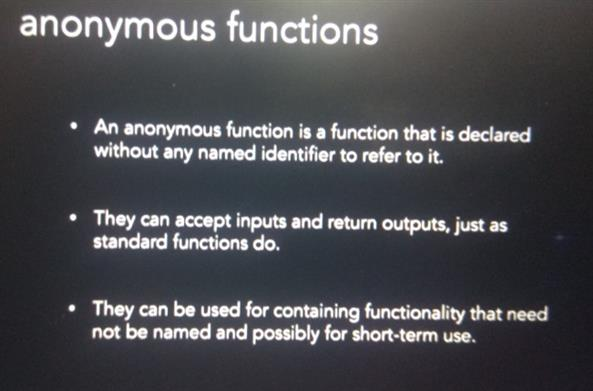 anonymous functions
• An anonymous function is a function that is declared
without any named identifier to refer to it.
• They can accept inputs and return outputs, just as
standard functions do.
• They can be used for containing functionality that need
not be named and possibly for short-term use.